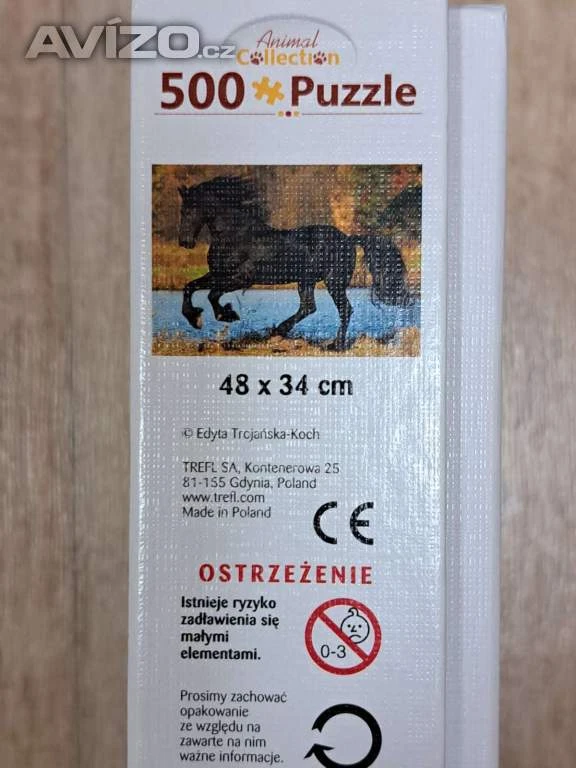 AVÍZO.cz
Animal
Collection
500 Puzzle
48 x 34 cm
© Edyta Trojańska-Koch
TREFL SA, Kontenerowa 25
81-155 Gdynia, Poland
www.trefl.com
Made in Poland
CE
OSTRZEŻENIE
Istnieje ryzyko
zadławienia się
małymi
elementami.
0-3
Prosimy zachować
opakowanie
ze względu na
zawarte na nim
ważne informacje.